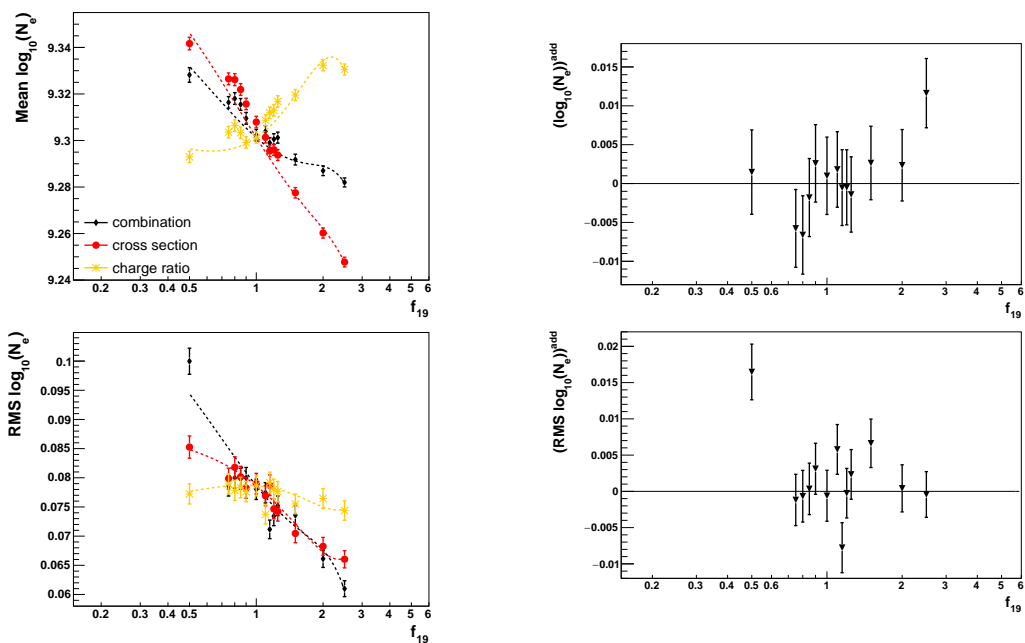 Mean log10(Ne)
9.34
9.32
9.3
9.28
9.26
9.24
combination
cross section
charge ratio
0.2 0.3 0.4 0.5 1 2 3 4 5 6
f19
(log10(Ne))add
0.015
0.01
0.005
0
−0.005
−0.01
0.2 0.3 0.4 0.5 0.6 1 2 3 4 5 6
f19
RMS log10(Ne)
0.1
0.095
0.09
0.085
0.08
0.075
0.07
0.065
0.06
0.2 0.3 0.4 0.5 1 2 3 4 5 6
f19
(RMS log10(Ne))add
0.02
0.015
0.01
0.005
0
−0.005
−0.01
0.2 0.3 0.4 0.5 0.6 1 2 3 4 5 6
f19